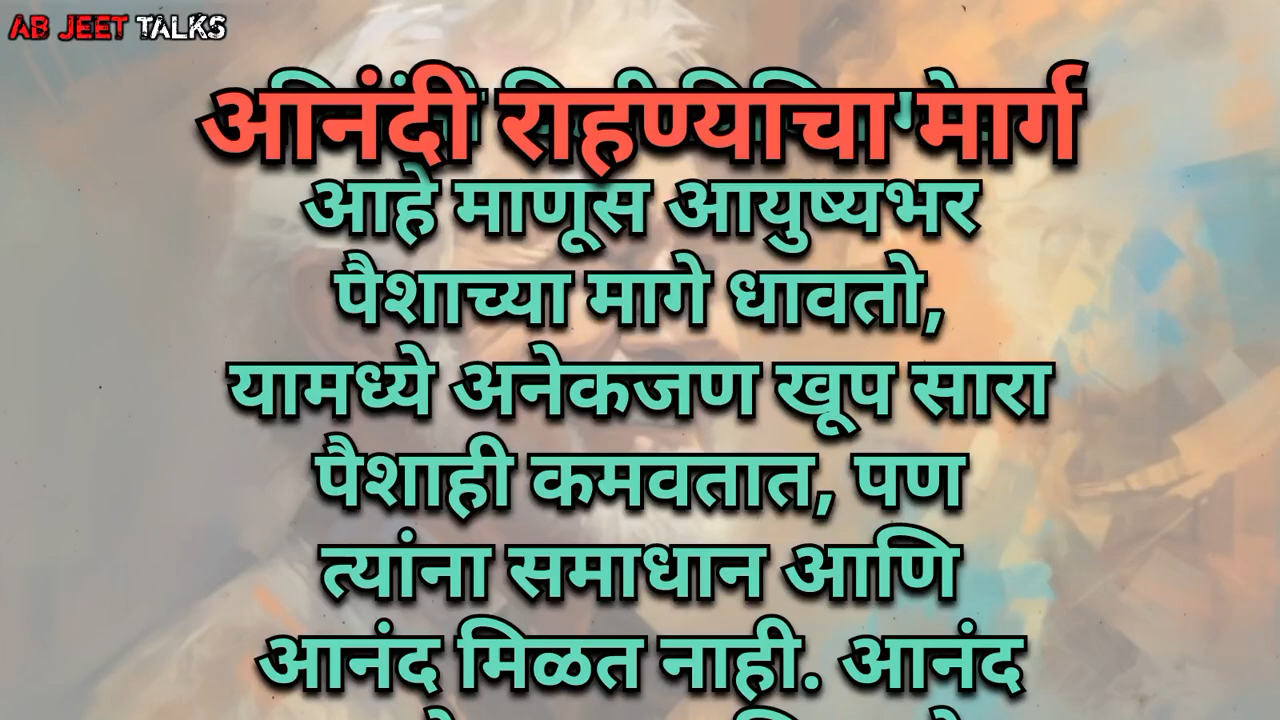 AB JEET TALKS
आनंदी राहण्याचा मार्ग
आहे माणूस आयुष्यभर
पैशाच्या मागे धावतो,
यामध्ये अनेकजण खूप सारा
पैशाही कमवतात, पण
त्यांना समाधान आणि
आनंद मिळत नाही. आनंद